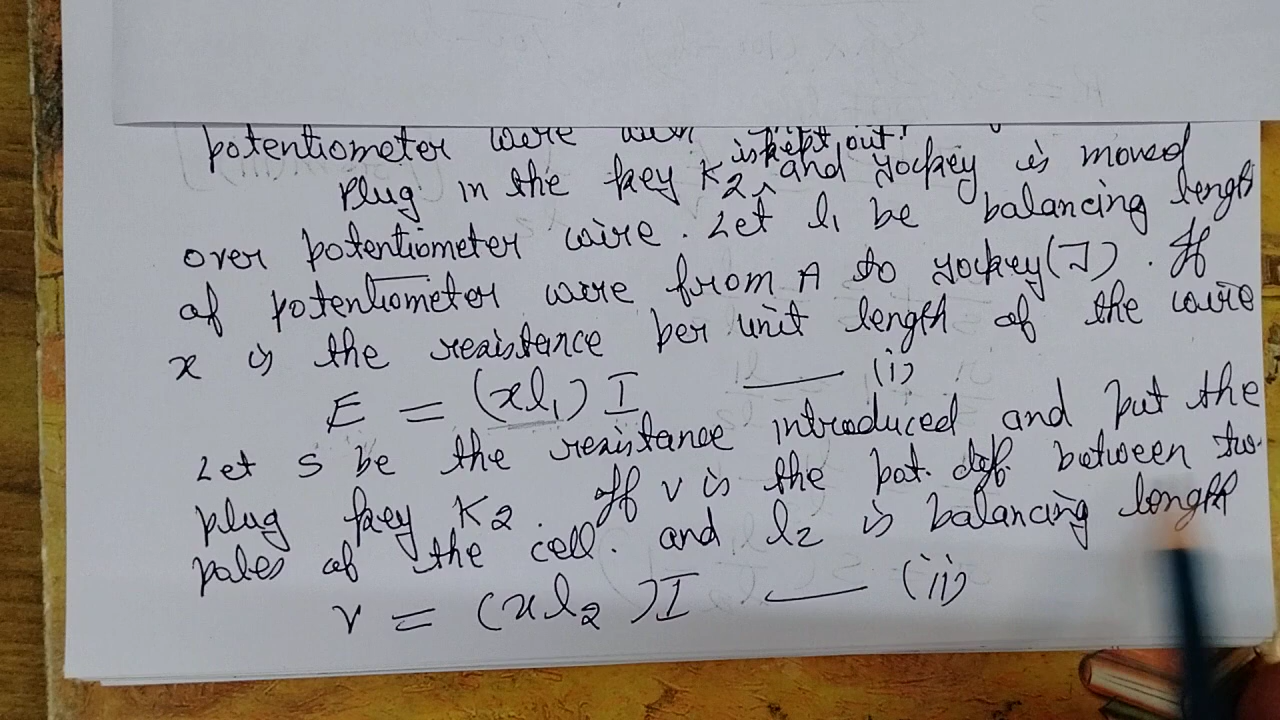 potentiometer wire with
is kept out.
Plug in the key K2 ^ and Jockey is moved
over potentiometer wire. Let l1 be balancing length
of potentiometer wire from A to Jockey (J). If
x is the resistance per unit length of the wire
E = (xl1) I —— (i)
Let S be the resistance introduced and put the
plug key K2. If V is the pot. dif. between two
poles of the cell. and l2 is balancing length
V = (xl2) I —— (ii)